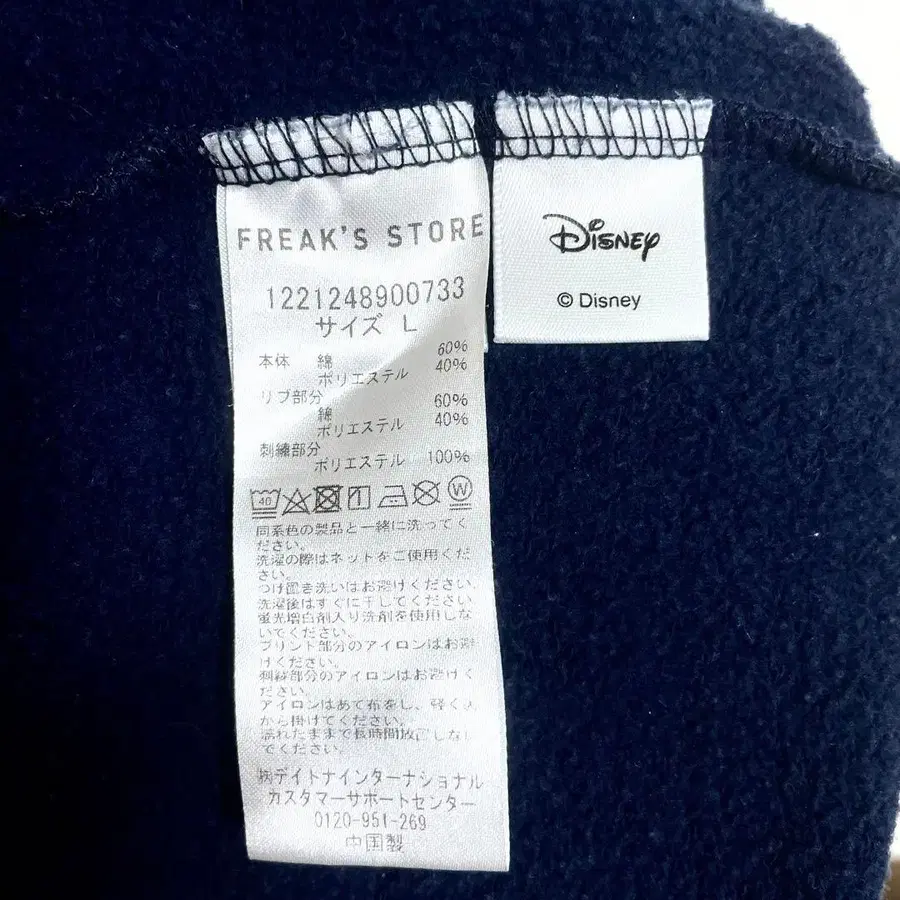 FREAK'S STORE
1221248900733
サイズ L
本体 綿 60%
ポリエステル 40%
リブ部分
綿 60%
ポリエステル 40%
刺繍部分
ポリエステル 100%
40
W
同系色の製品と一緒に洗ってく
ださい。
洗濯の際はネットをご使用くだ
さい。
つけ置き洗いはお避けください。
洗濯後はすぐに干してください
蛍光増白剤入り洗剤を使用しな
いでください。
プリント部分のアイロンはお避
けください。
刺繍部分のアイロンはお避けく
ださい。
アイロンはあて布をし、軽く
から掛けてください。
濡れたままで長時間放置しな
でください。
㈱デイトナインターナショナル
カスタマーサポートセンター
0120-951-269
中国製
Disney
© Disney